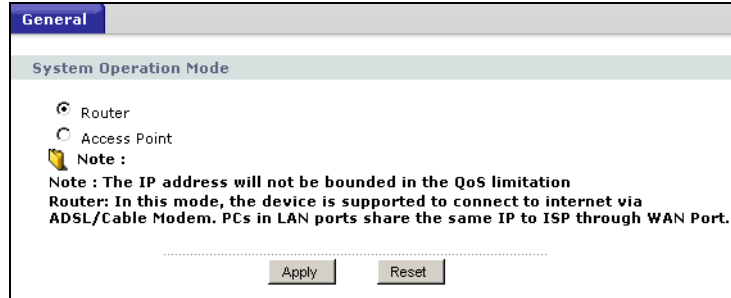 General
System Operation Mode
Router
Access Point
Note :
Note : The IP address will not be bounded in the QoS limitation
Router: In this mode, the device is supported to connect to internet via
ADSL/Cable Modem. PCs in LAN ports share the same IP to ISP through WAN Port.
Apply Reset